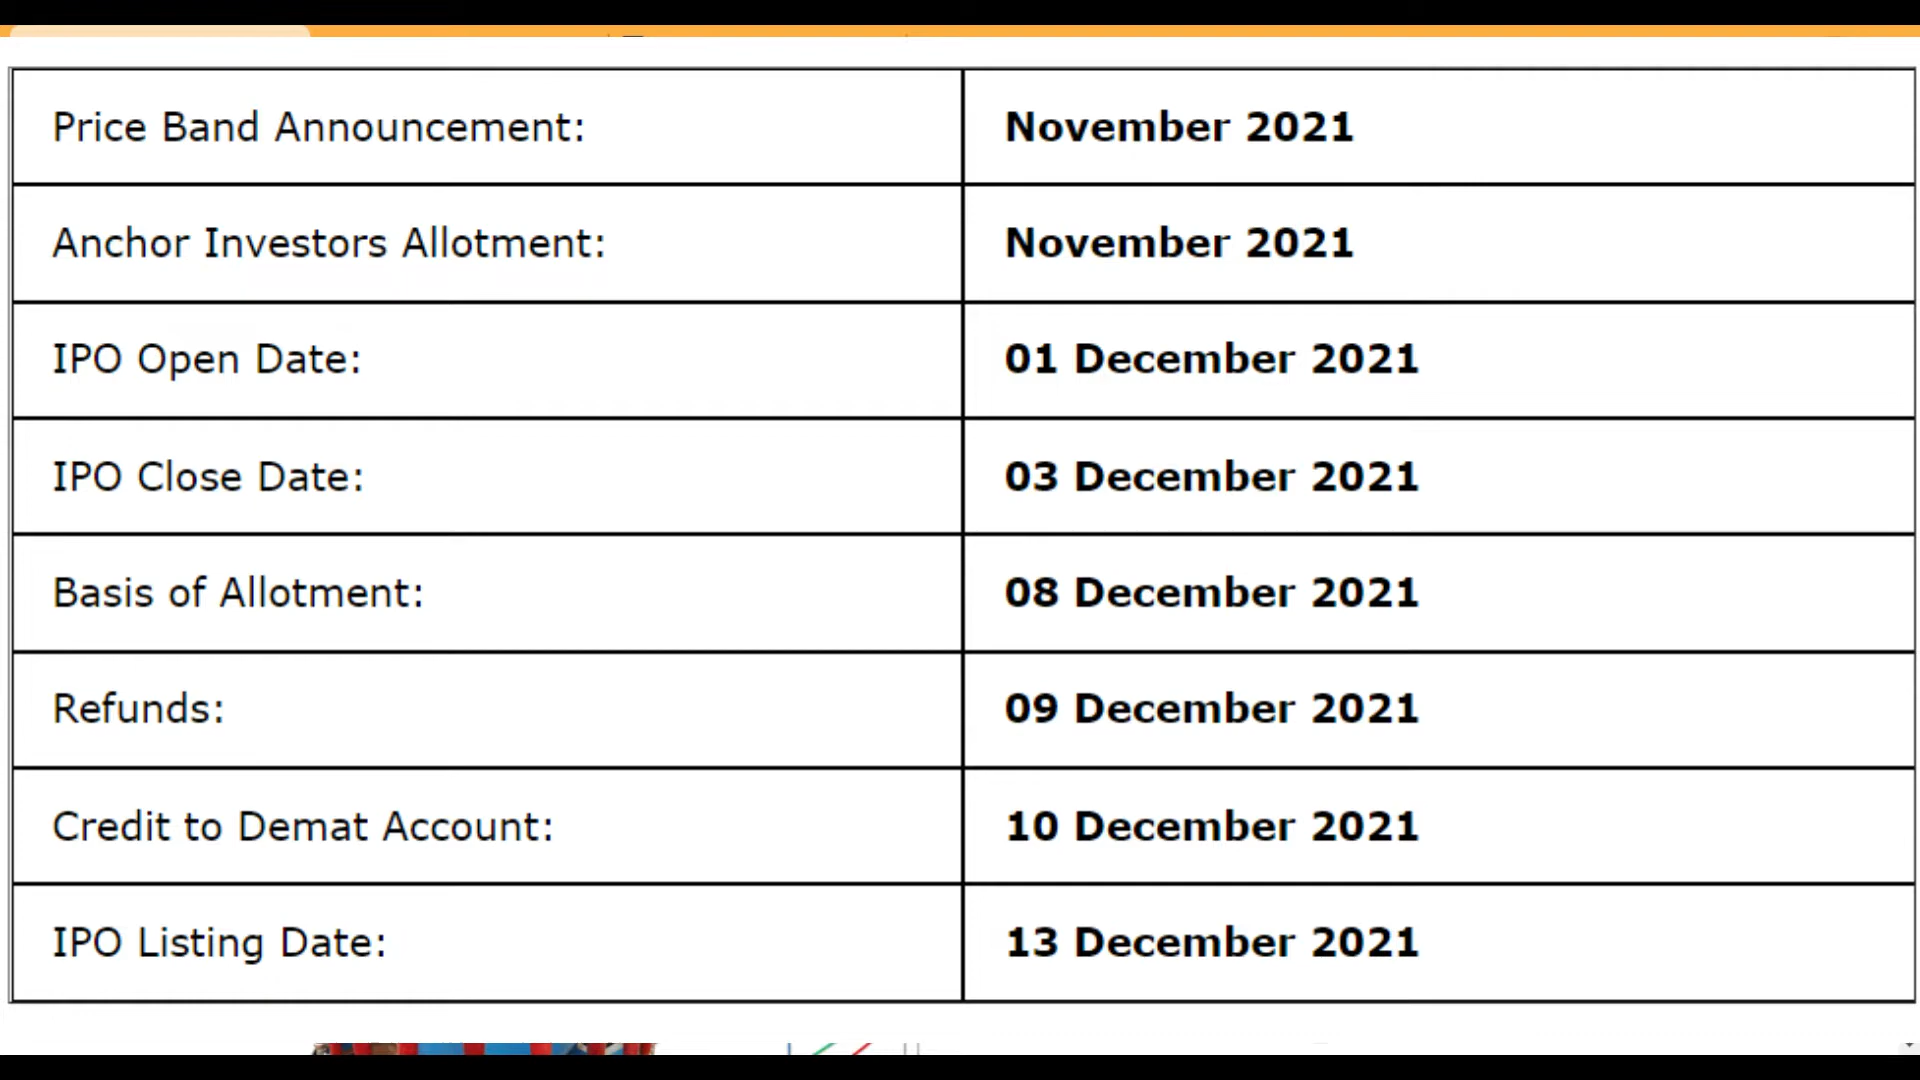 Price Band Announcement: November 2021
Anchor Investors Allotment: November 2021
IPO Open Date: 01 December 2021
IPO Close Date: 03 December 2021
Basis of Allotment: 08 December 2021
Refunds: 09 December 2021
Credit to Demat Account: 10 December 2021
IPO Listing Date: 13 December 2021